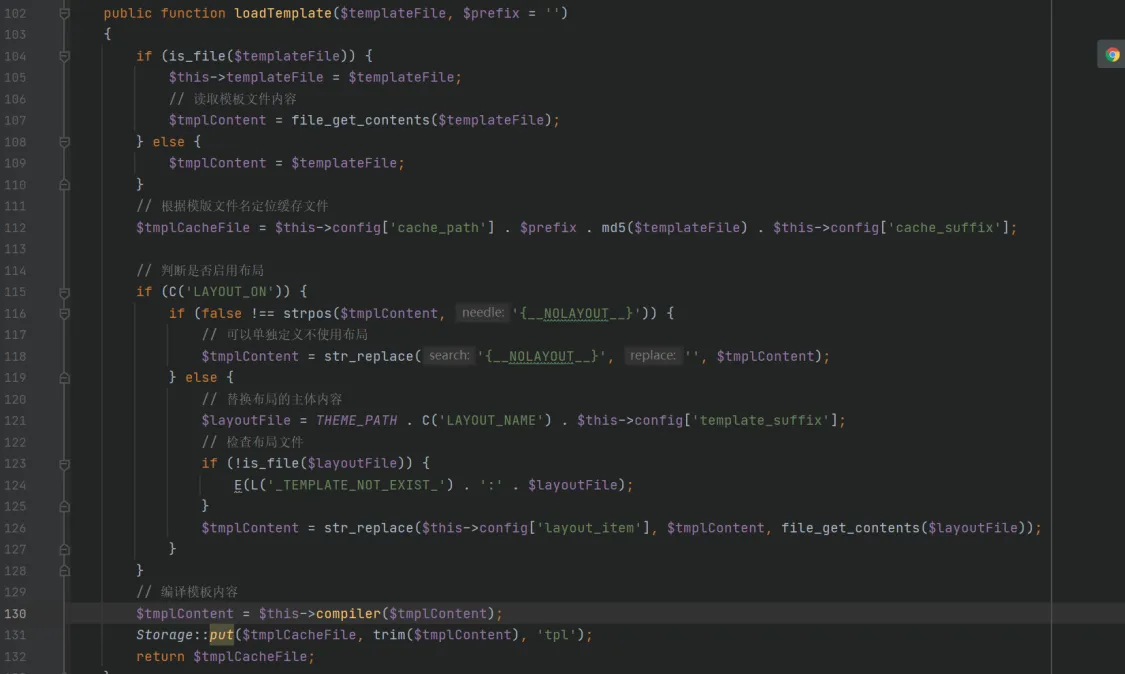 102 public function loadTemplate($templateFile, $prefix = '')
103 {
104 if (is_file($templateFile)) {
105 $this->templateFile = $templateFile;
106 // 读取模板文件内容
107 $tmplContent = file_get_contents($templateFile);
108 } else {
109 $tmplContent = $templateFile;
110 }
111 // 根据模版文件名定位缓存文件
112 $tmplCacheFile = $this->config['cache_path'] . $prefix . md5($templateFile) . $this->config['cache_suffix'];
113
114 // 判断是否启用布局
115 if (C('LAYOUT_ON')) {
116 if (false !== strpos($tmplContent, needle: '{__NOLAYOUT__}')) {
117 // 可以单独定义不使用布局
118 $tmplContent = str_replace( search: '{__NOLAYOUT__}', replace: '', $tmplContent);
119 } else {
120 // 替换布局的主体内容
121 $layoutFile = THEME_PATH . C('LAYOUT_NAME') . $this->config['template_suffix'];
122 // 检查布局文件
123 if (!is_file($layoutFile)) {
124 E(L('_TEMPLATE_NOT_EXIST_') . ':' . $layoutFile);
125 }
126 $tmplContent = str_replace($this->config['layout_item'], $tmplContent, file_get_contents($layoutFile));
127 }
128 }
129 // 编译模板内容
130 $tmplContent = $this->compiler($tmplContent);
131 Storage::put($tmplCacheFile, trim($tmplContent), 'tpl');
132 return $tmplCacheFile;